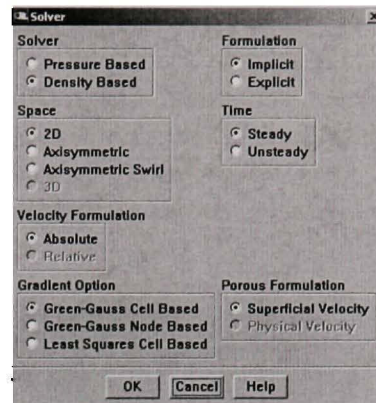 Solver
Solver
Pressure Based
Density Based
Formulation
Implicit
Explicit
Space
2D
Axisymmetric
Axisymmetric Swirl
3D
Time
Steady
Unsteady
Velocity Formulation
Absolute
Relative
Gradient Option
Green-Gauss Cell Based
Green-Gauss Node Based
Least Squares Cell Based
Porous Formulation
Superficial Velocity
Physical Velocity
OK
Cancel
Help